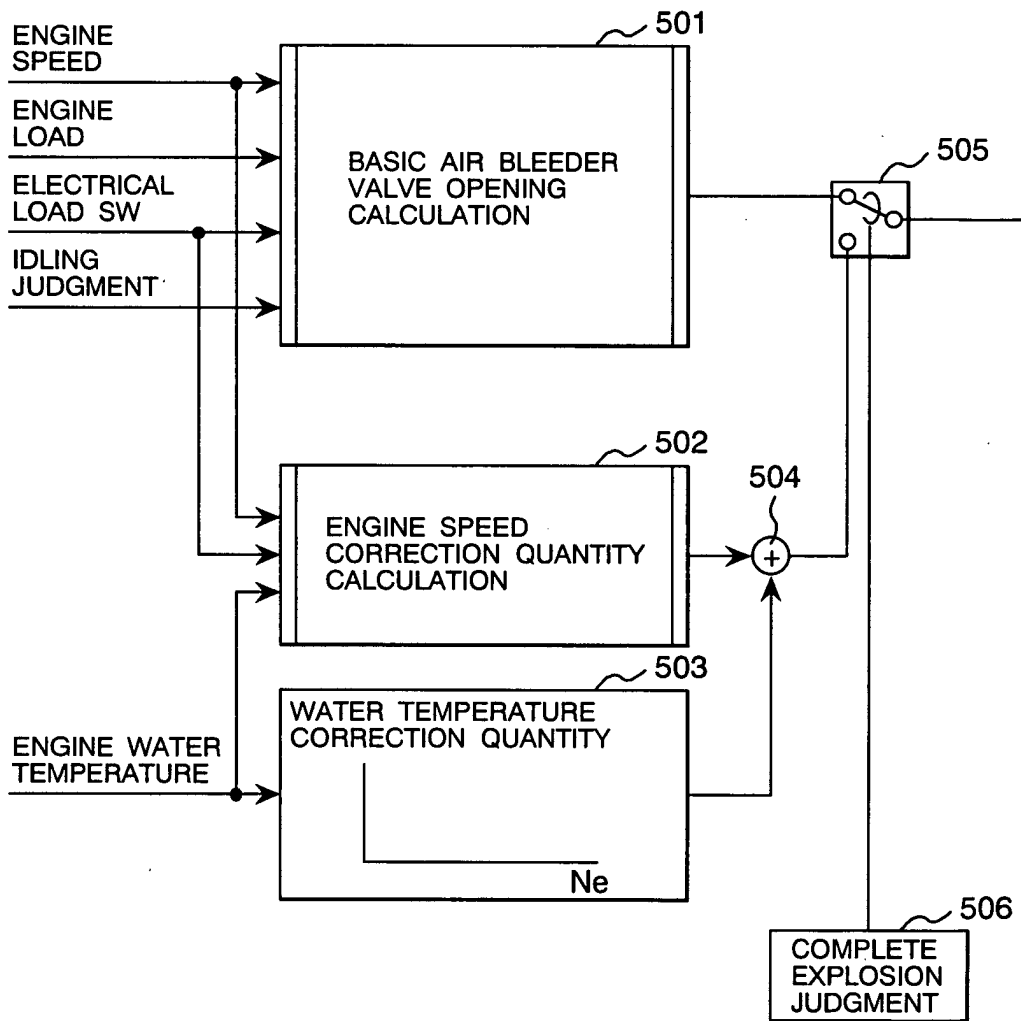 501
ENGINE
SPEED
ENGINE
LOAD
ELECTRICAL
LOAD SW
IDLING
JUDGMENT
BASIC AIR BLEEDER
VALVE OPENING
CALCULATION
505
502
ENGINE SPEED
CORRECTION QUANTITY
CALCULATION
504
+
503
WATER TEMPERATURE
CORRECTION QUANTITY
Ne
ENGINE WATER
TEMPERATURE
506
COMPLETE
EXPLOSION
JUDGMENT